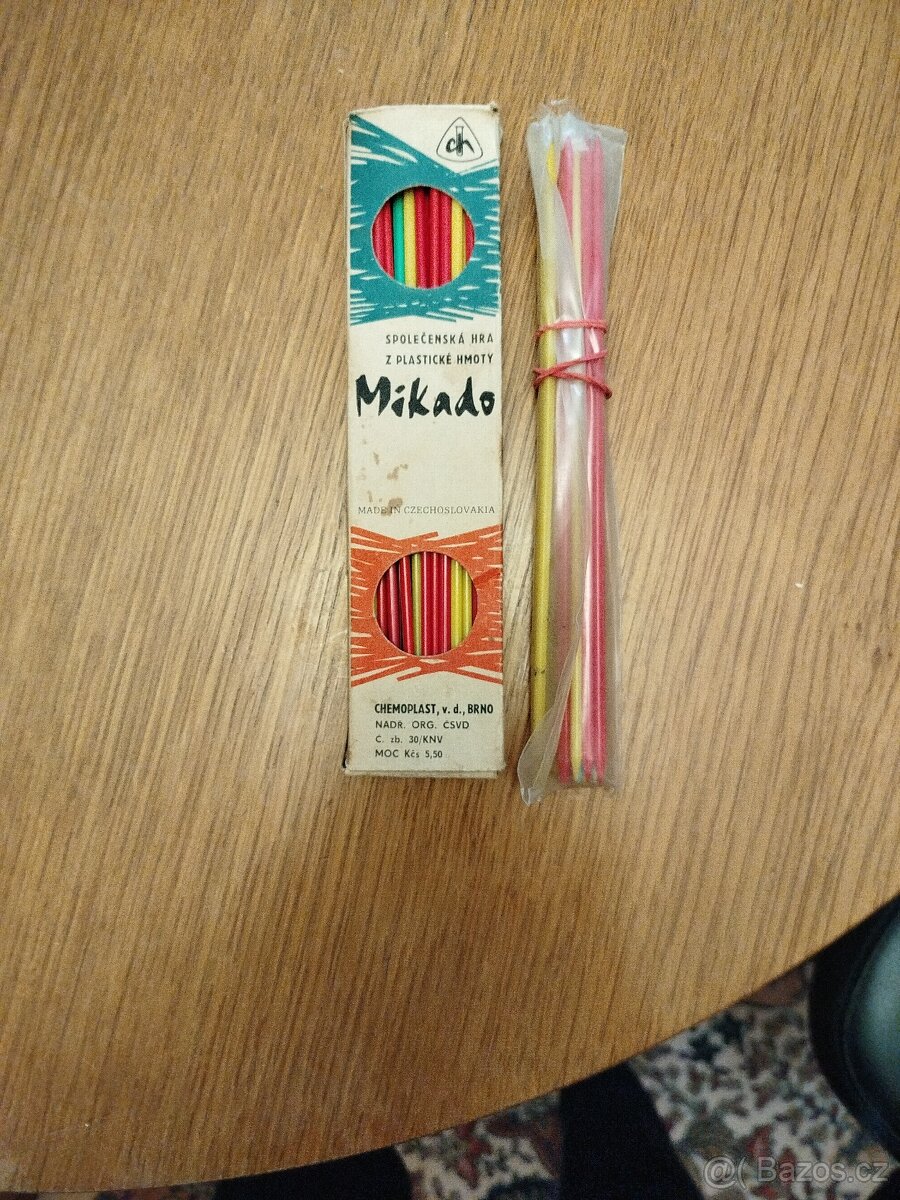 ch
SPOLEČENSKÁ HRA
Z PLASTICKÉ HMOTY
Mikado
MADE IN CZECHOSLOVAKIA
CHEMOPLAST, v. d., BRNO
NADR. ORG. ČSVD
C. zb. 30/KNV
MOC Kčs 5,50
@( Bazos.cz